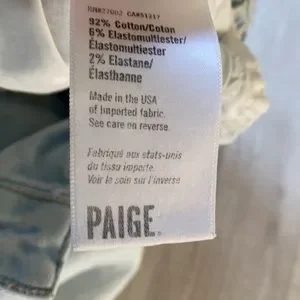 92% Cotton/Coton
6% Elastomultiester/
Élastomultiester
2% Elastane/
Élasthanne
Made in the USA
of imported fabric.
See care on reverse.
Fabriqué aux états-unis
du tissu importe.
Voir le soin sur l'inverse
PAIGE.